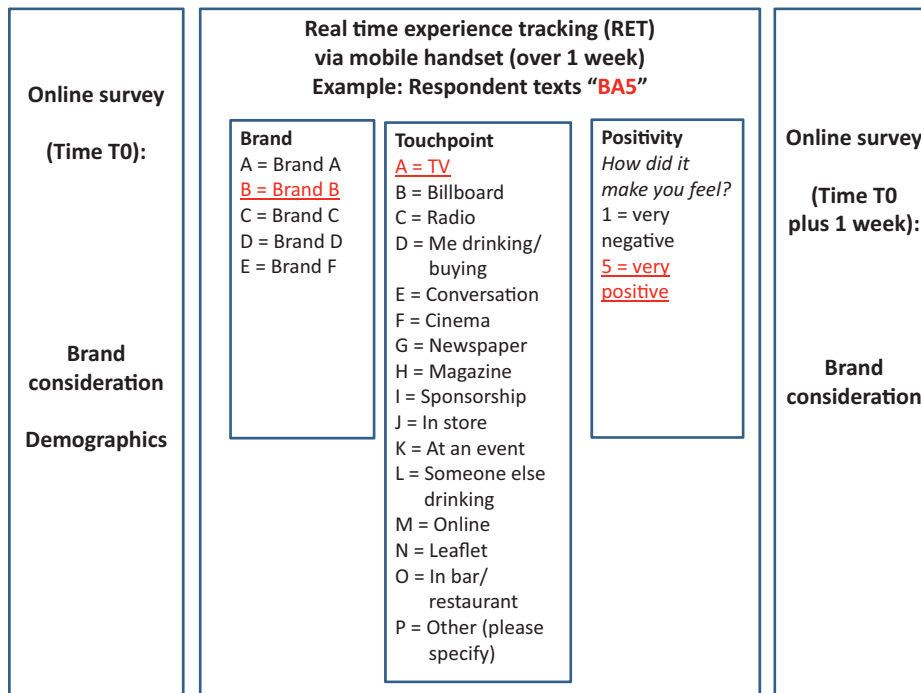 Online survey
(Time T0):
Brand
consideration
Demographics
Real time experience tracking (RET)
via mobile handset (over 1 week)
Example: Respondent texts “BA5”
Brand
A = Brand A
B = Brand B
C = Brand C
D = Brand D
E = Brand F
Touchpoint
A = TV
B = Billboard
C = Radio
D = Me drinking/
buying
E = Conversation
F = Cinema
G = Newspaper
H = Magazine
I = Sponsorship
J = In store
K = At an event
L = Someone else
drinking
M = Online
N = Leaflet
O = In bar/
restaurant
P = Other (please
specify)
Positivity
How did it
make you feel?
1 = very
negative
5 = very
positive
Online survey
(Time T0
plus 1 week):
Brand
consideration